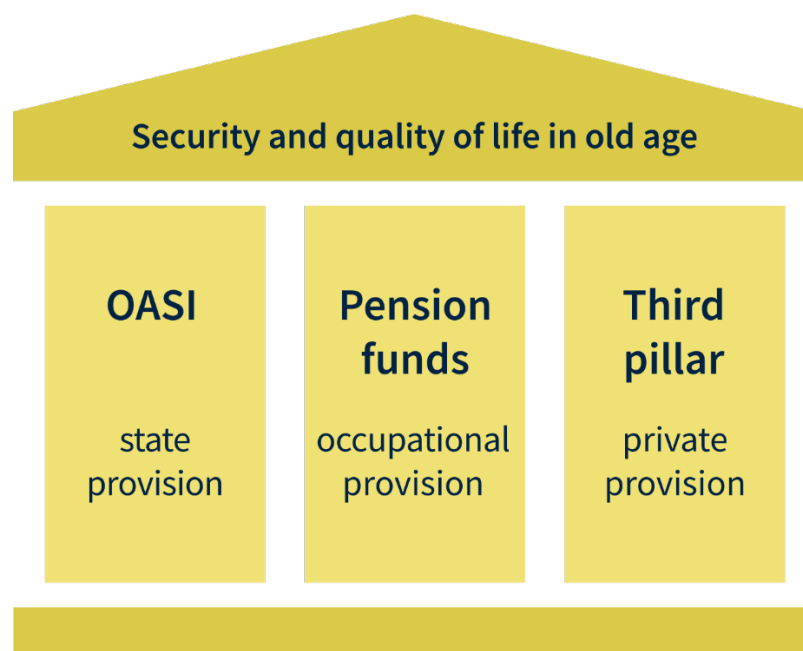 Security and quality of life in old age
OASI
state
provision
Pension
funds
occupational
provision
Third
pillar
private
provision